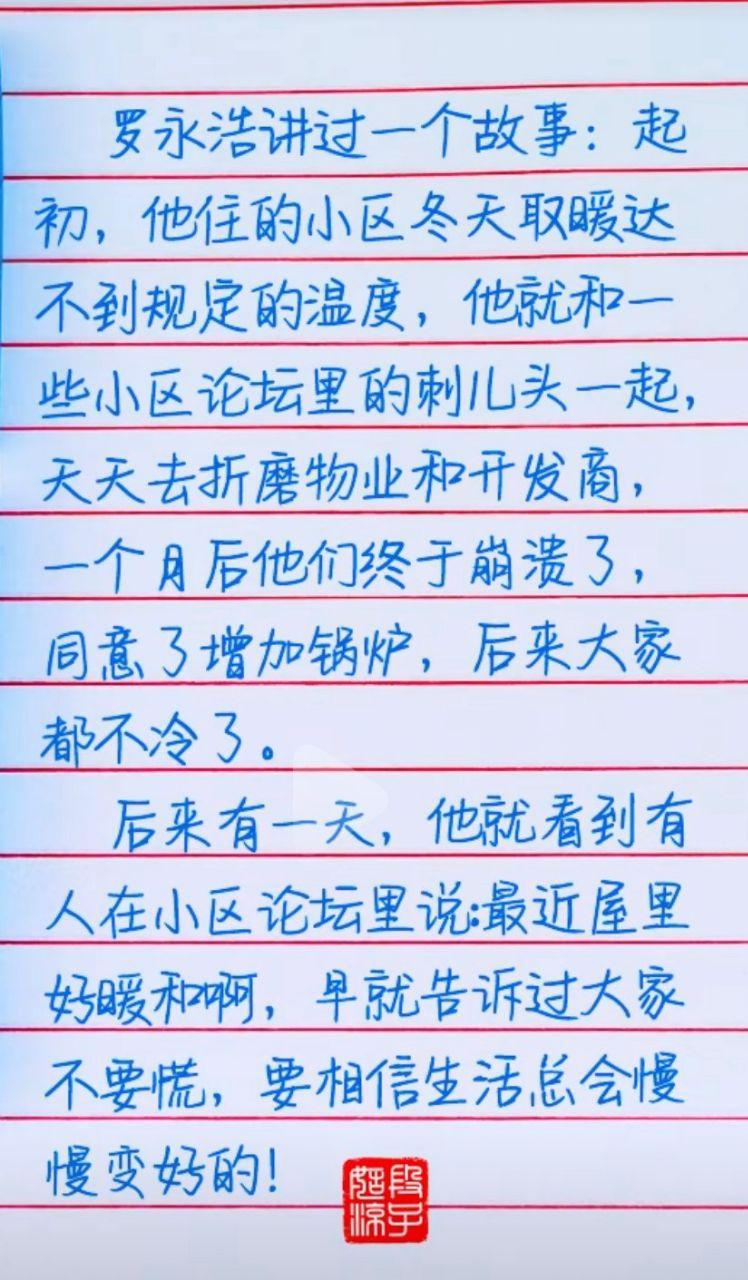 罗永浩讲过一个故事：起
初，他住的小区冬天取暖达
不到规定的温度，他就和一
些小区论坛里的刺儿头一起，
天天去折磨物业和开发商，
一个月后他们终于崩溃了，
同意了增加锅炉，后来大家
都不冷了。
后来有一天，他就看到有
人在小区论坛里说:最近屋里
好暖和啊，早就告诉过大家
不要慌，要相信生活总会慢
慢变好的！